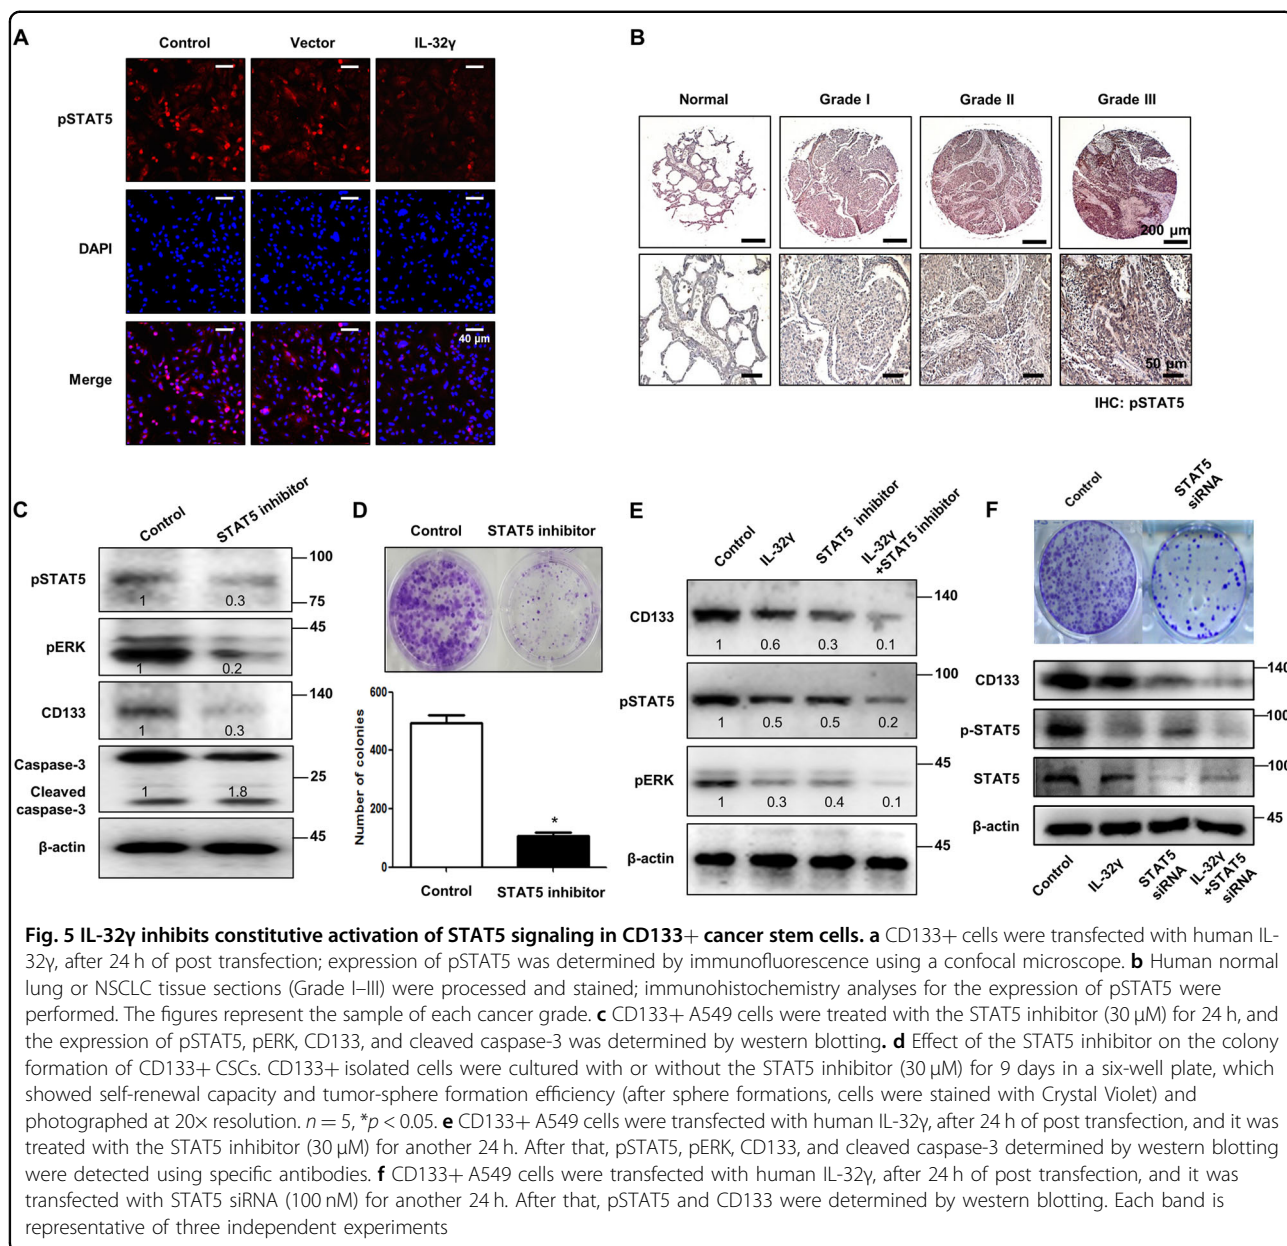 A
Control Vector IL-32γ
pSTAT5
DAPI
Merge
40 µm
B
Normal Grade I Grade II Grade III
200 µm
50 µm
IHC: pSTAT5
C
Control STAT5 inhibitor
pSTAT5 1 0.3 100 75
pERK 1 0.2 45
CD133 1 0.3 140
Caspase-3 25
Cleaved
caspase-3 1 1.8
β-actin 45
D
Control STAT5 inhibitor
Number of colonies
600
400
200
0
*
Control STAT5 inhibitor
E
Control IL-32γ STAT5 inhibitor IL-32γ
+STAT5 inhibitor
CD133 1 0.6 0.3 0.1 140
pSTAT5 1 0.5 0.5 0.2 100
pERK 1 0.3 0.4 0.1 45
β-actin 45
F
Control STAT5
siRNA
CD133 140
p-STAT5 100
STAT5 100
β-actin 45
Control IL-32γ STAT5
siRNA IL-32γ
+STAT5
siRNA
Fig. 5 IL-32γ inhibits constitutive activation of STAT5 signaling in CD133+ cancer stem cells. a CD133+ cells were transfected with human IL-
32γ, after 24 h of post transfection; expression of pSTAT5 was determined by immunofluorescence using a confocal microscope. b Human normal
lung or NSCLC tissue sections (Grade I–III) were processed and stained; immunohistochemistry analyses for the expression of pSTAT5 were
performed. The figures represent the sample of each cancer grade. c CD133+ A549 cells were treated with the STAT5 inhibitor (30 µM) for 24 h, and
the expression of pSTAT5, pERK, CD133, and cleaved caspase-3 was determined by western blotting. d Effect of the STAT5 inhibitor on the colony
formation of CD133+ CSCs. CD133+ isolated cells were cultured with or without the STAT5 inhibitor (30 µM) for 9 days in a six-well plate, which
showed self-renewal capacity and tumor-sphere formation efficiency (after sphere formations, cells were stained with Crystal Violet) and
photographed at 20× resolution. n = 5, *p < 0.05. e CD133+ A549 cells were transfected with human IL-32γ, after 24 h of post transfection, and it was
treated with the STAT5 inhibitor (30 µM) for another 24 h. After that, pSTAT5, pERK, CD133, and cleaved caspase-3 determined by western blotting
were detected using specific antibodies. f CD133+ A549 cells were transfected with human IL-32γ, after 24 h of post transfection, and it was
transfected with STAT5 siRNA (100 nM) for another 24 h. After that, pSTAT5 and CD133 were determined by western blotting. Each band is
representative of three independent experiments